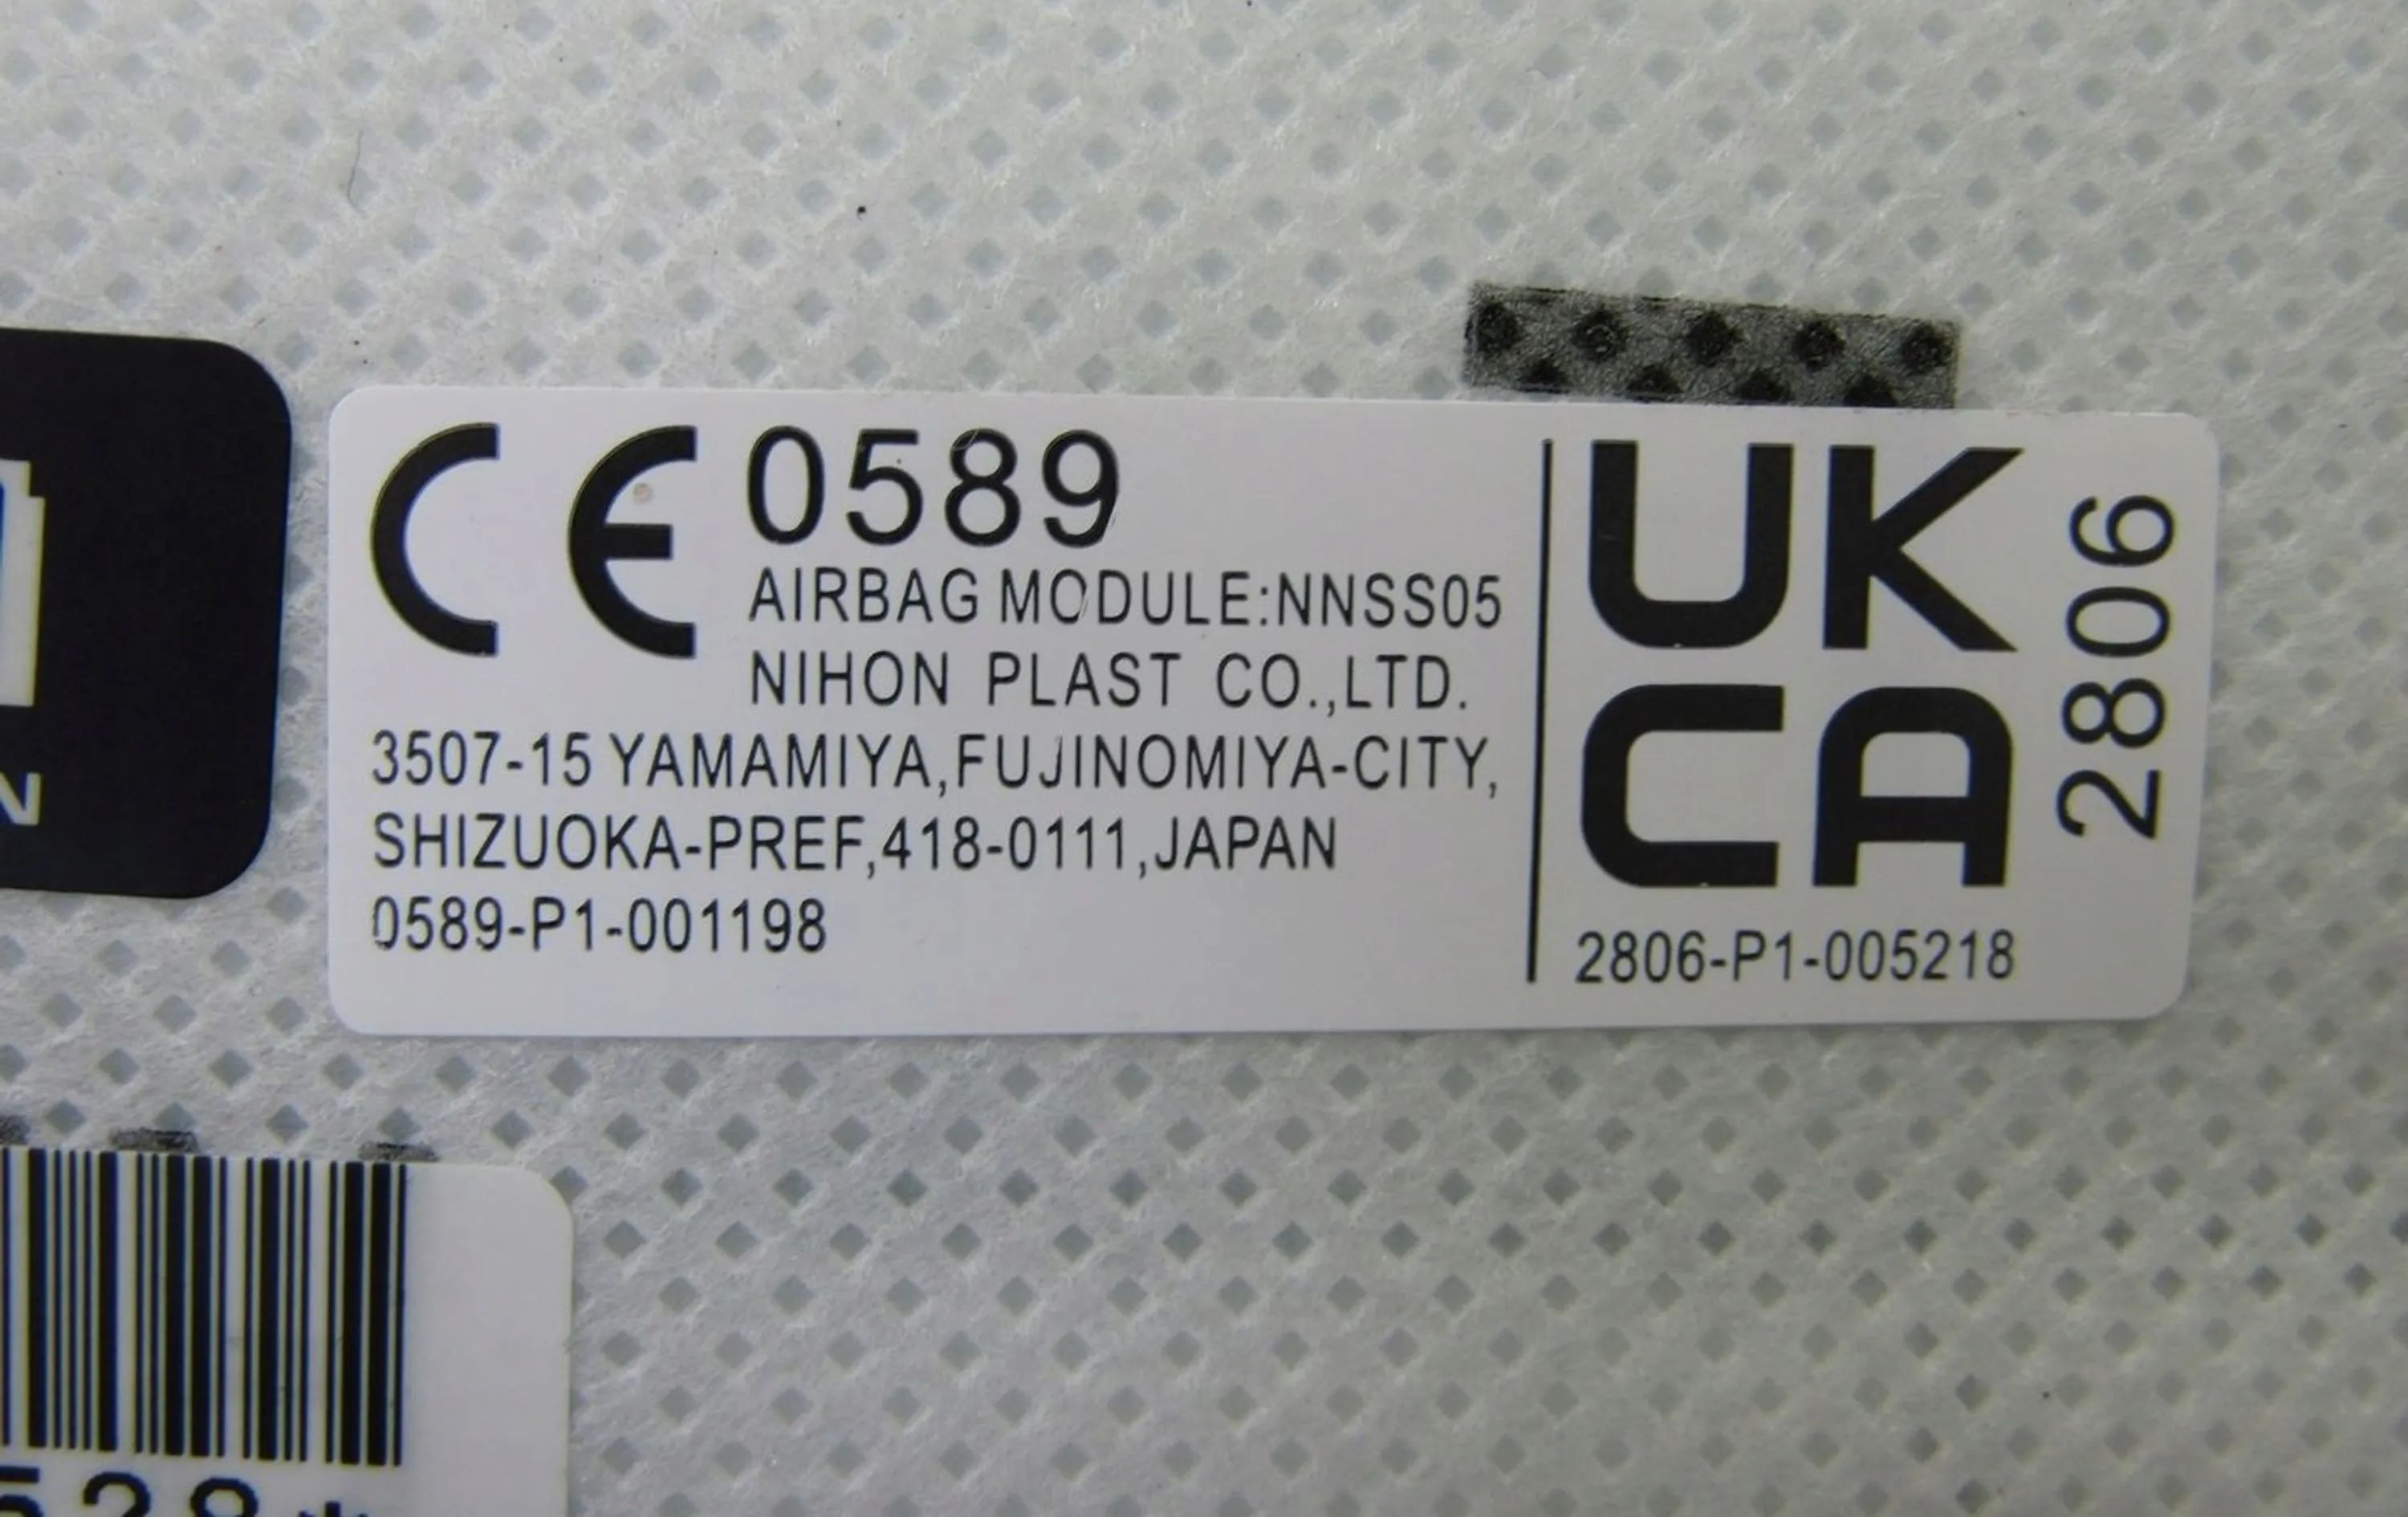 CE 0589
AIRBAG MODULE:NNSS05
NIHON PLAST CO.,LTD.
3507-15 YAMAMIYA,FUJINOMIYA-CITY,
SHIZUOKA-PREF,418-0111,JAPAN
0589-P1-001198
UK
CA
2806
2806-P1-005218
N
528*